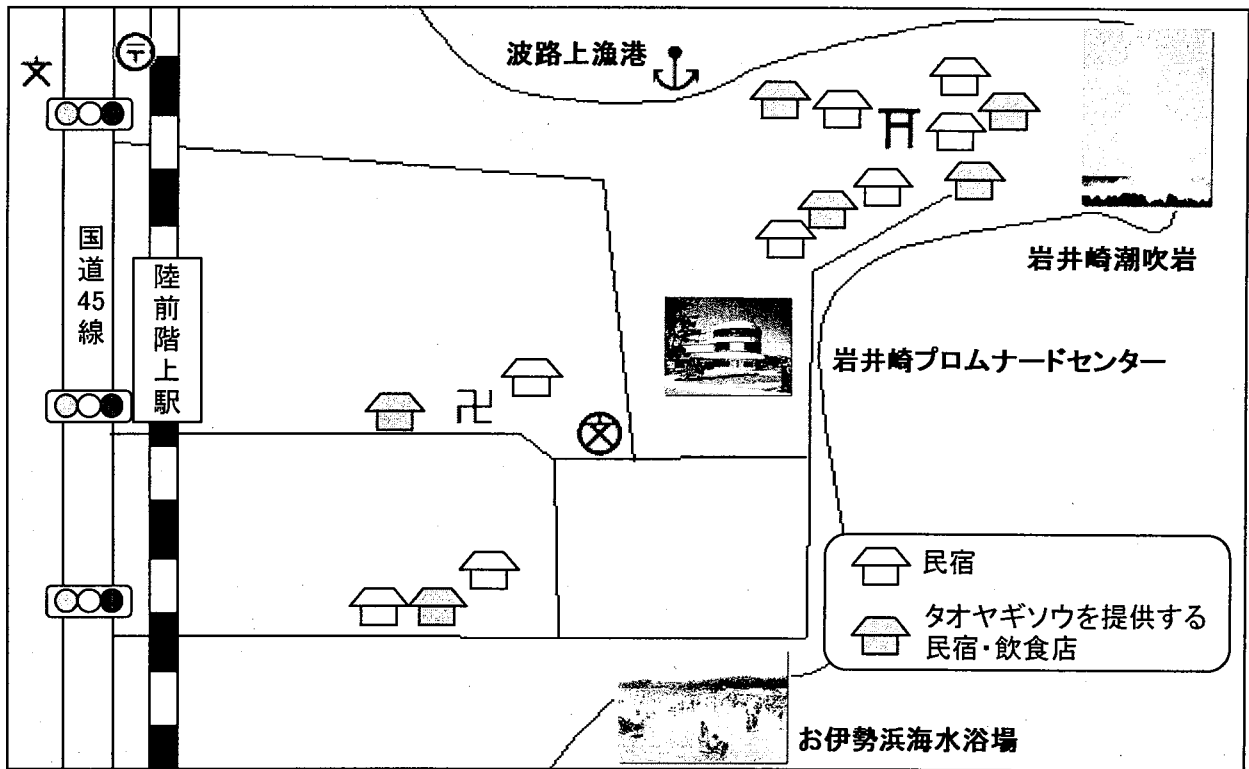 文
〒
波路上漁港
国道45線
陸前階上駅
岩井崎潮吹岩
岩井崎プロムナードセンター
卍
文
民宿
タオヤギソウを提供する
民宿・飲食店
お伊勢浜海水浴場